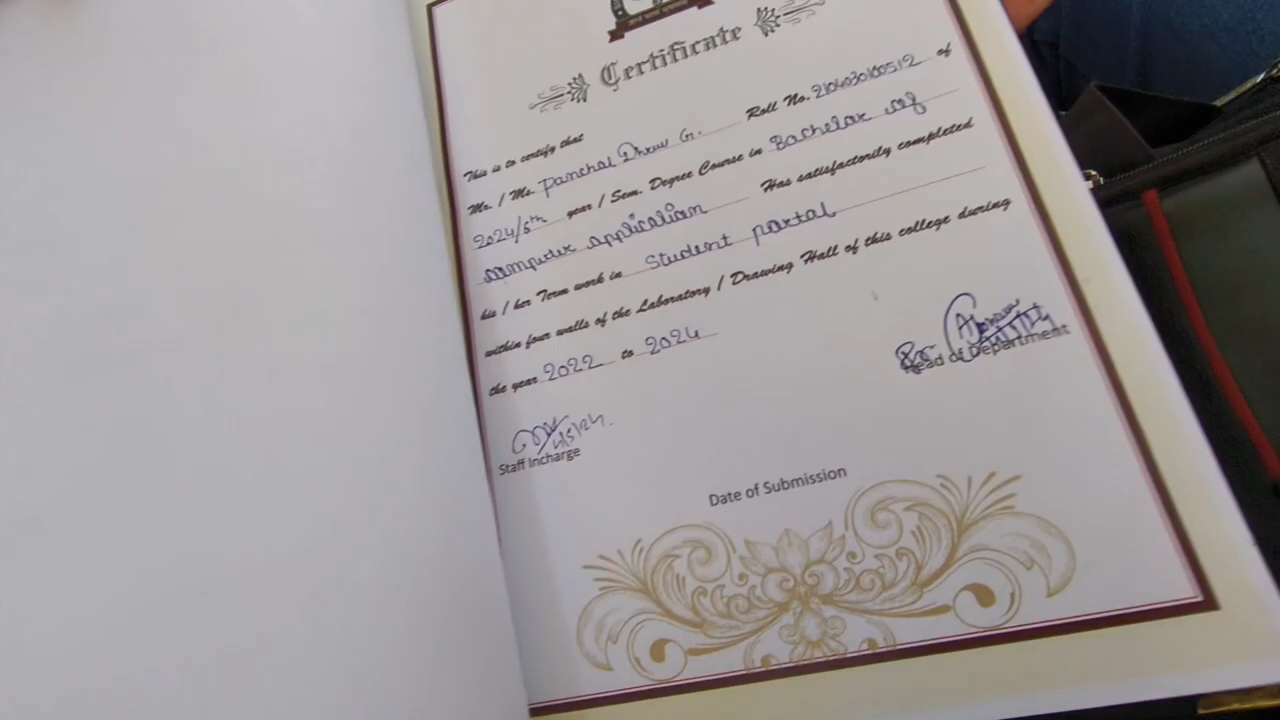 Certificate
This is to certify that
Mr. / Ms. Panchal Dhruv G. Roll No. 2104030100512 of
2024/6th year / Sem. Degree Course in Bachelor of
computer application Has satisfactorily completed
his / her Term work in Student portal
within four walls of the Laboratory / Drawing Hall of this college during
the year 2022 to 2024
4/5/24.
Staff Incharge
Head of Department
Date of Submission